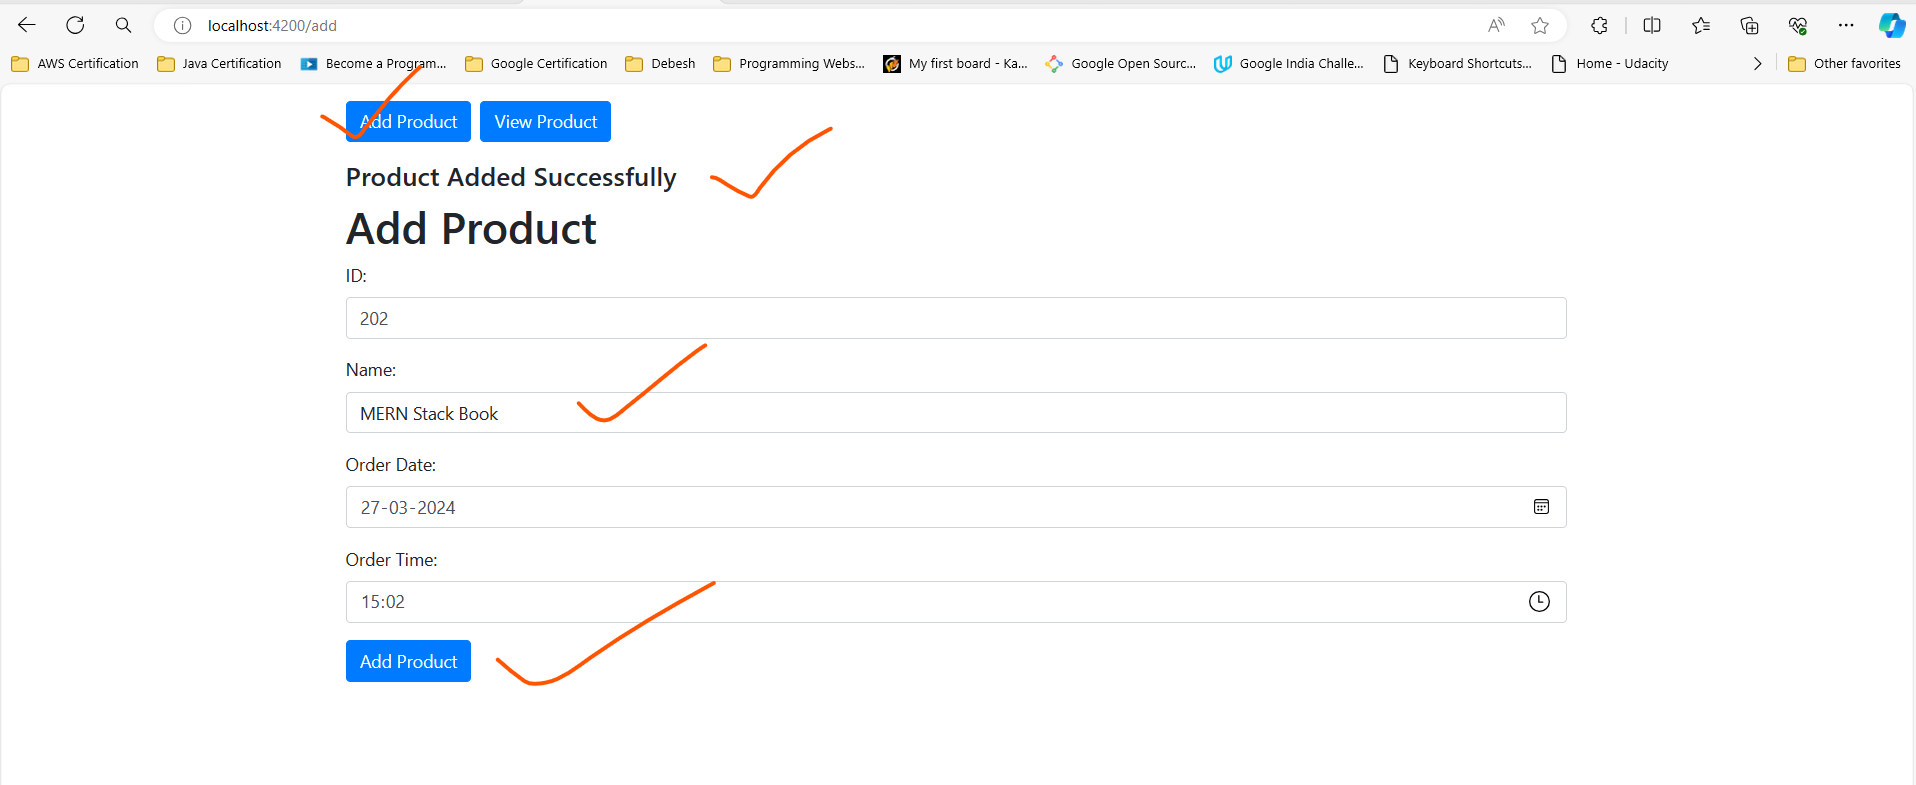 localhost:4200/add
AWS Certification Java Certification Become a Program... Google Certification Debesh Programming Webs... My first board - Ka... Google Open Sourc... Google India Challe... Keyboard Shortcuts... Home - Udacity Other favorites
Add Product View Product
Product Added Successfully
Add Product
ID:
202
Name:
MERN Stack Book
Order Date:
27-03-2024
Order Time:
15:02
Add Product